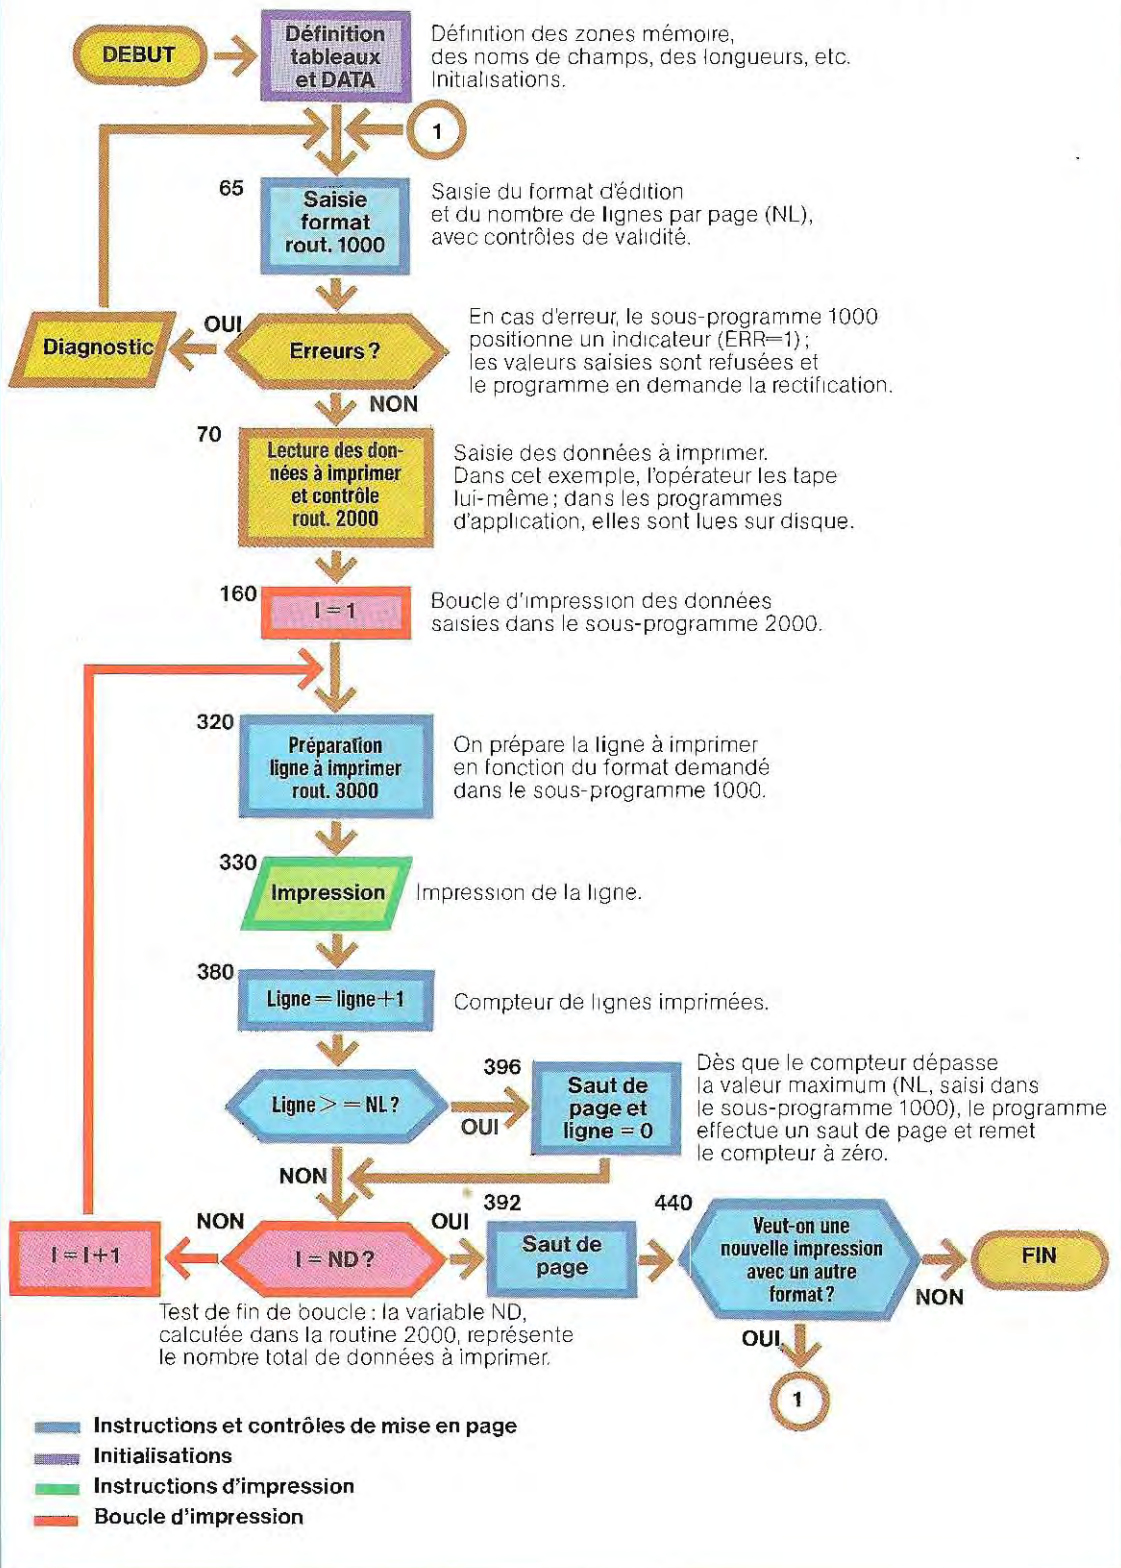 DEBUT
Définition
tableaux
et DATA
Définition des zones mémoire,
des noms de champs, des longueurs, etc.
Initialisations.
1
65
Saisie
format
rout. 1000
Saisie du format d'édition
et du nombre de lignes par page (NL),
avec contrôles de validité.
Diagnostic
OUI
Erreurs ?
En cas d'erreur, le sous-programme 1000
positionne un indicateur (ERR=1) ;
les valeurs saisies sont refusées et
le programme en demande la rectification.
NON
70
Lecture des don-
nées à imprimer
et contrôle
rout. 2000
Saisie des données à imprimer.
Dans cet exemple, l'opérateur les tape
lui-même ; dans les programmes
d'application, elles sont lues sur disque.
160
I = 1
Boucle d'impression des données
saisies dans le sous-programme 2000.
320
Préparation
ligne à imprimer
rout. 3000
On prépare la ligne à imprimer
en fonction du format demandé
dans le sous-programme 1000.
330
Impression
Impression de la ligne.
380
Ligne = ligne+1
Compteur de lignes imprimées.
Ligne > = NL ?
OUI
396
Saut de
page et
ligne = 0
Dès que le compteur dépasse
la valeur maximum (NL, saisi dans
le sous-programme 1000), le programme
effectue un saut de page et remet
le compteur à zéro.
NON
I = I+1
NON
I = ND ?
OUI
392
Saut de
page
440
Veut-on une
nouvelle impression
avec un autre
format ?
NON
FIN
Test de fin de boucle : la variable ND,
calculée dans la routine 2000, représente
le nombre total de données à imprimer.
OUI
1
Instructions et contrôles de mise en page
Initialisations
Instructions d'impression
Boucle d'impression